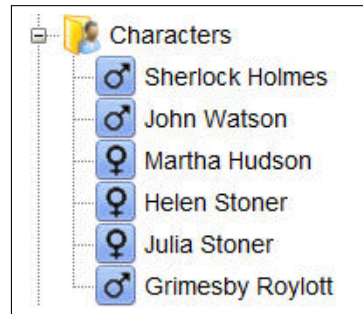 Characters
Sherlock Holmes
John Watson
Martha Hudson
Helen Stoner
Julia Stoner
Grimesby Roylott